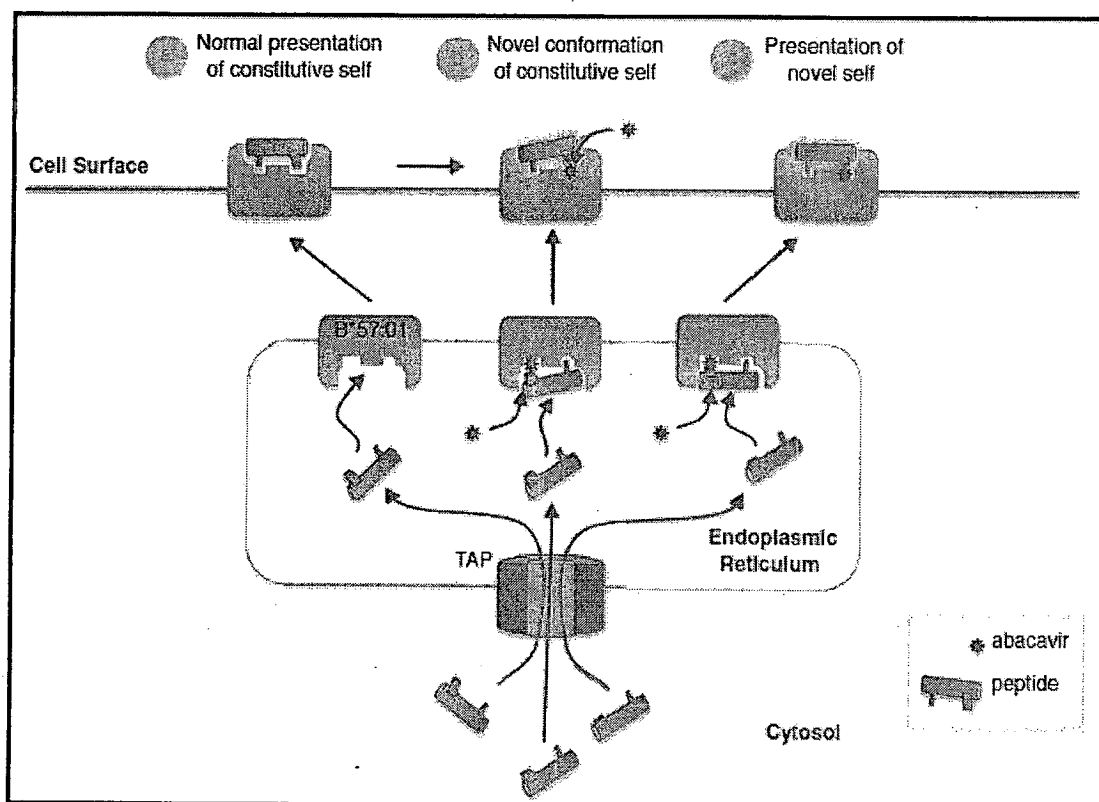 Normal presentation
of constitutive self
Novel conformation
of constitutive self
Presentation of
novel self
Cell Surface
B*57:01
TAP
Endoplasmic
Reticulum
abacavir
peptide
Cytosol